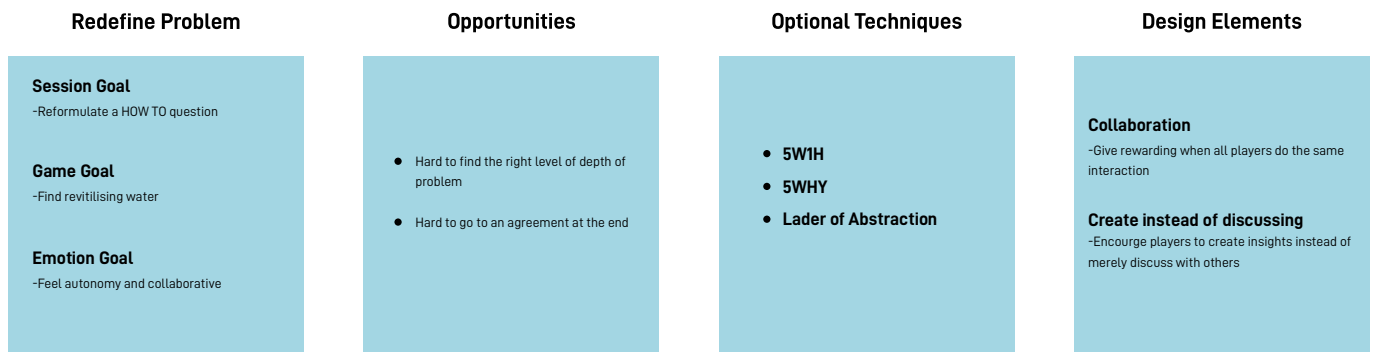 Redefine Problem
Session Goal
-Reformulate a HOW TO question
Game Goal
-Find revitilising water
Emotion Goal
-Feel autonomy and collaborative
Opportunities
● Hard to find the right level of depth of
problem
● Hard to go to an agreement at the end
Optional Techniques
● 5W1H
● 5WHY
● Lader of Abstraction
Design Elements
Collaboration
-Give rewarding when all players do the same
interaction
Create instead of discussing
-Encourge players to create insights instead of
merely discuss with others